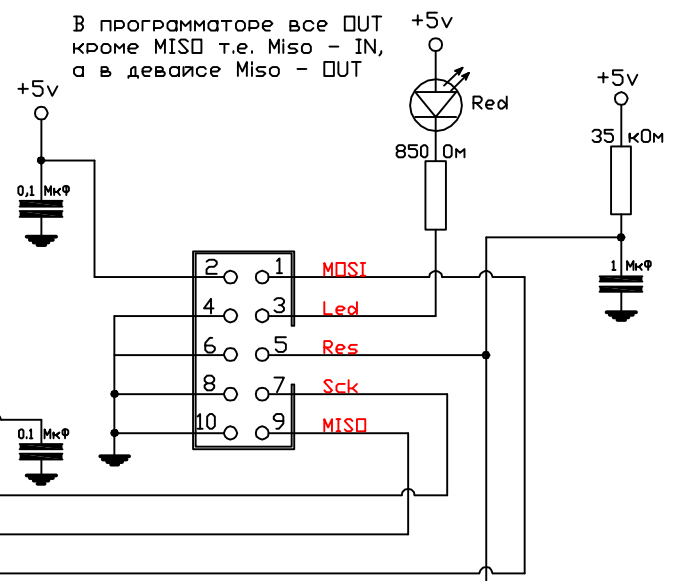 В программаторе все OUT
кроме MISO т.е. Miso - IN,
а в девайсе Miso - OUT
+5v
Red
+5v
+5v
850 Ом
35 кОм
0,1 МкФ
1 МкФ
2 1 MOSI
4 3 Led
6 5 Res
8 7 Sck
10 9 MISO
0.1 МкФ